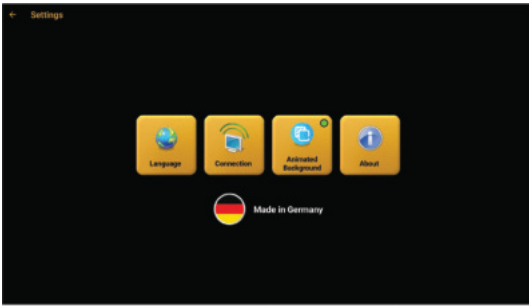 Settings
Language
Connection
Animated
Background
About
Made in Germany